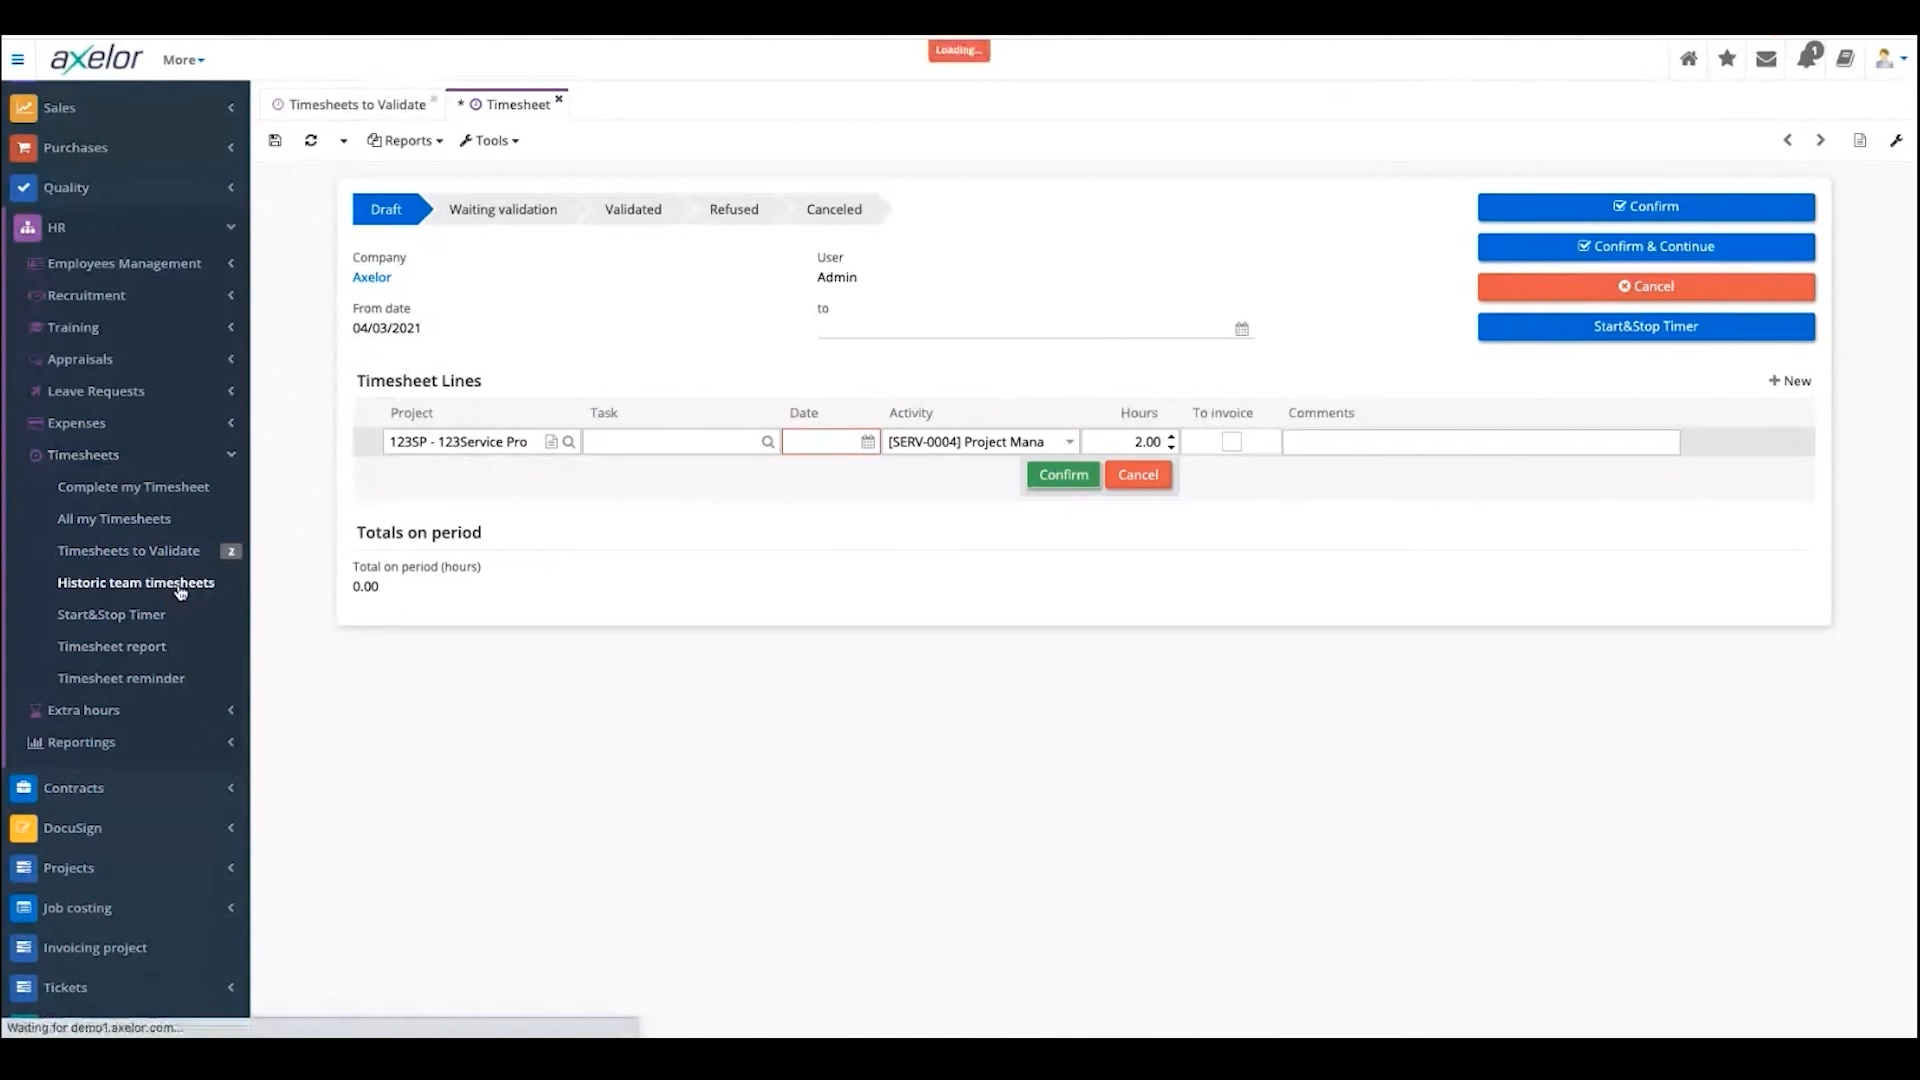 axelor
More
Loading...
1
Sales
Purchases
Quality
HR
Employees Management
Recruitment
Training
Appraisals
Leave Requests
Expenses
Timesheets
Complete my Timesheet
All my Timesheets
Timesheets to Validate 2
Historic team timesheets
Start&Stop Timer
Timesheet report
Timesheet reminder
Extra hours
Reportings
Contracts
DocuSign
Projects
Job costing
Invoicing project
Tickets
Waiting for demo1.axelor.com...
Timesheets to Validate
* Timesheet
Reports
Tools
Draft Waiting validation Validated Refused Canceled
Confirm
Confirm & Continue
Cancel
Start&Stop Timer
Company
Axelor
User
Admin
From date
04/03/2021
to
Timesheet Lines
+ New
Project Task Date Activity Hours To invoice Comments
123SP - 123Service Pro [SERV-0004] Project Mana 2.00
Confirm Cancel
Totals on period
Total on period (hours)
0.00